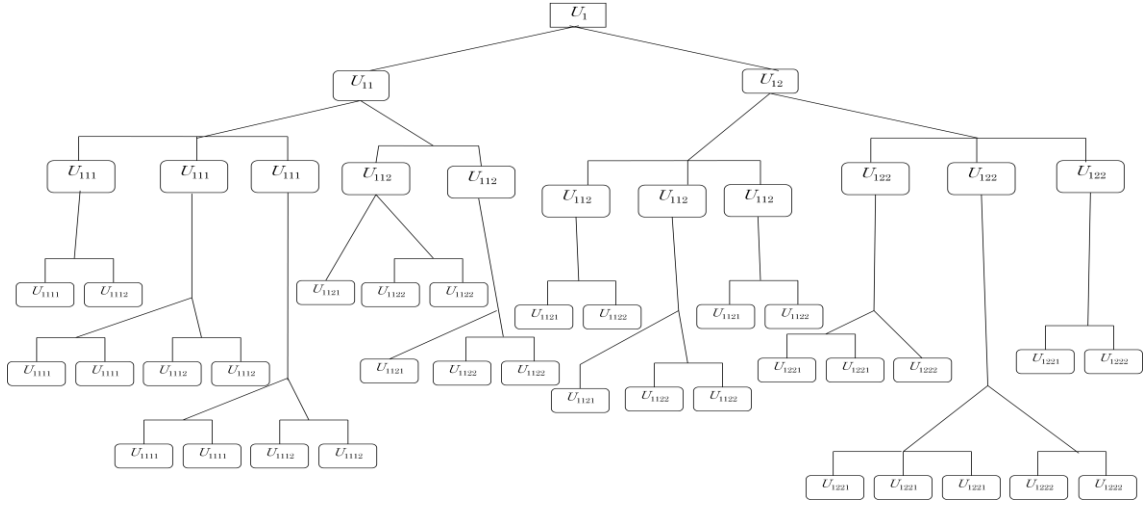 U₁
U₁₁ U₁₂
U₁₁₁ U₁₁₁ U₁₁₁ U₁₁₂ U₁₁₂ U₁₁₂ U₁₁₂ U₁₁₂ U₁₂₂ U₁₂₂ U₁₂₂
U₁₁₁₁ U₁₁₁₂ U₁₁₂₁ U₁₁₂₂ U₁₁₂₂ U₁₁₂₁ U₁₁₂₂ U₁₁₂₁ U₁₁₂₂
U₁₁₁₁ U₁₁₁₁ U₁₁₁₂ U₁₁₁₂ U₁₁₂₁ U₁₁₂₂ U₁₁₂₂ U₁₂₂₁ U₁₂₂₁ U₁₂₂₂ U₁₂₂₁ U₁₂₂₂
U₁₁₂₁ U₁₁₂₂ U₁₁₂₂
U₁₁₁₁ U₁₁₁₁ U₁₁₁₂ U₁₁₁₂
U₁₂₂₁ U₁₂₂₁ U₁₂₂₁ U₁₂₂₂ U₁₂₂₂